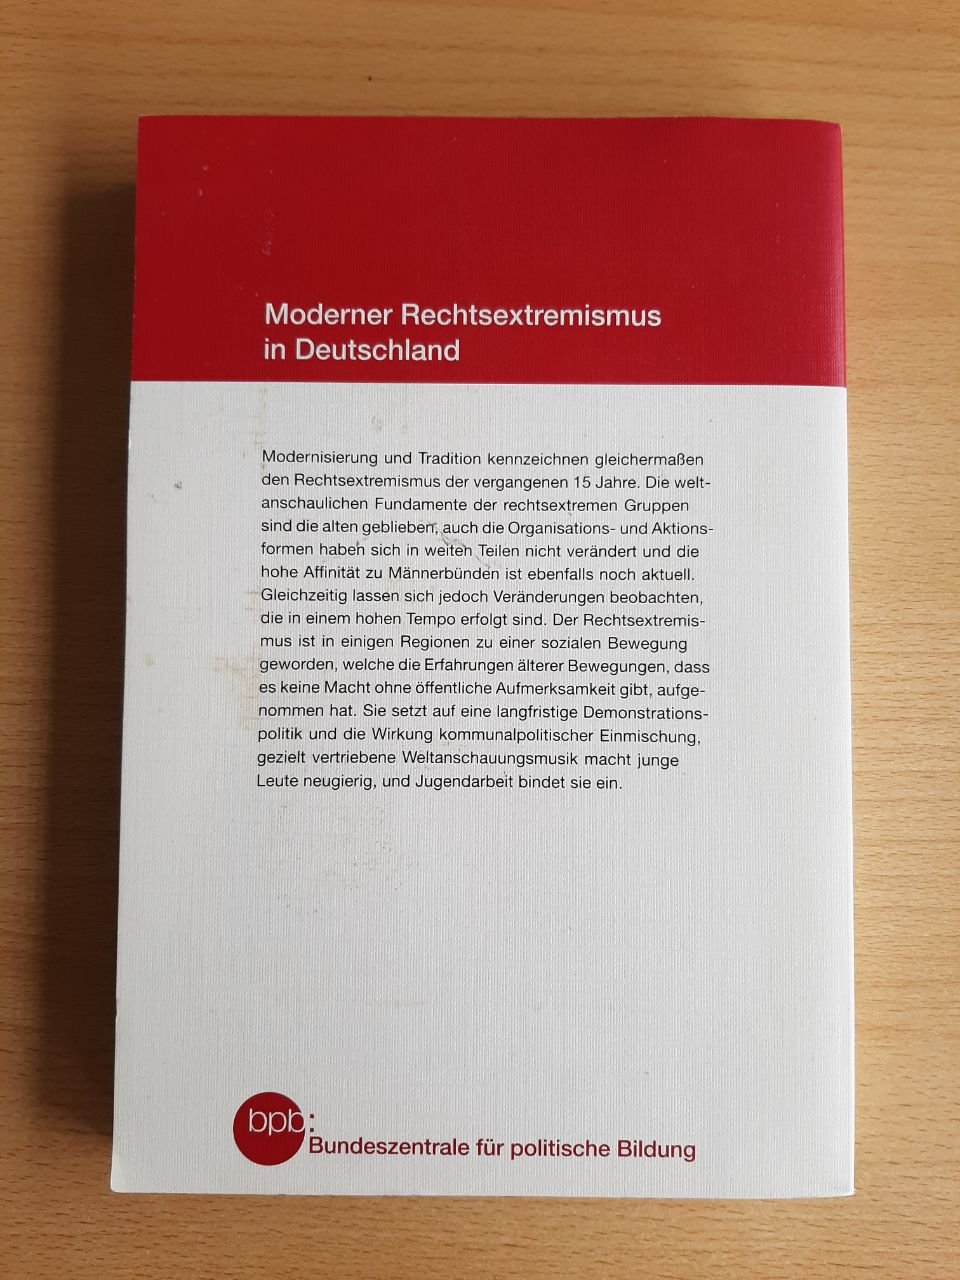 Moderner Rechtsextremismus
in Deutschland
Modernisierung und Tradition kennzeichnen gleichermaßen
den Rechtsextremismus der vergangenen 15 Jahre. Die welt-
anschaulichen Fundamente der rechtsextremen Gruppen
sind die alten geblieben, auch die Organisations- und Aktions-
formen haben sich in weiten Teilen nicht verändert und die
hohe Affinität zu Männerbünden ist ebenfalls noch aktuell.
Gleichzeitig lassen sich jedoch Veränderungen beobachten,
die in einem hohen Tempo erfolgt sind. Der Rechtsextremis-
mus ist in einigen Regionen zu einer sozialen Bewegung
geworden, welche die Erfahrungen älterer Bewegungen, dass
es keine Macht ohne öffentliche Aufmerksamkeit gibt, aufge-
nommen hat. Sie setzt auf eine langfristige Demonstrations-
politik und die Wirkung kommunalpolitischer Einmischung,
gezielt vertriebene Weltanschauungsmusik macht junge
Leute neugierig, und Jugendarbeit bindet sie ein.
bpb:
Bundeszentrale für politische Bildung